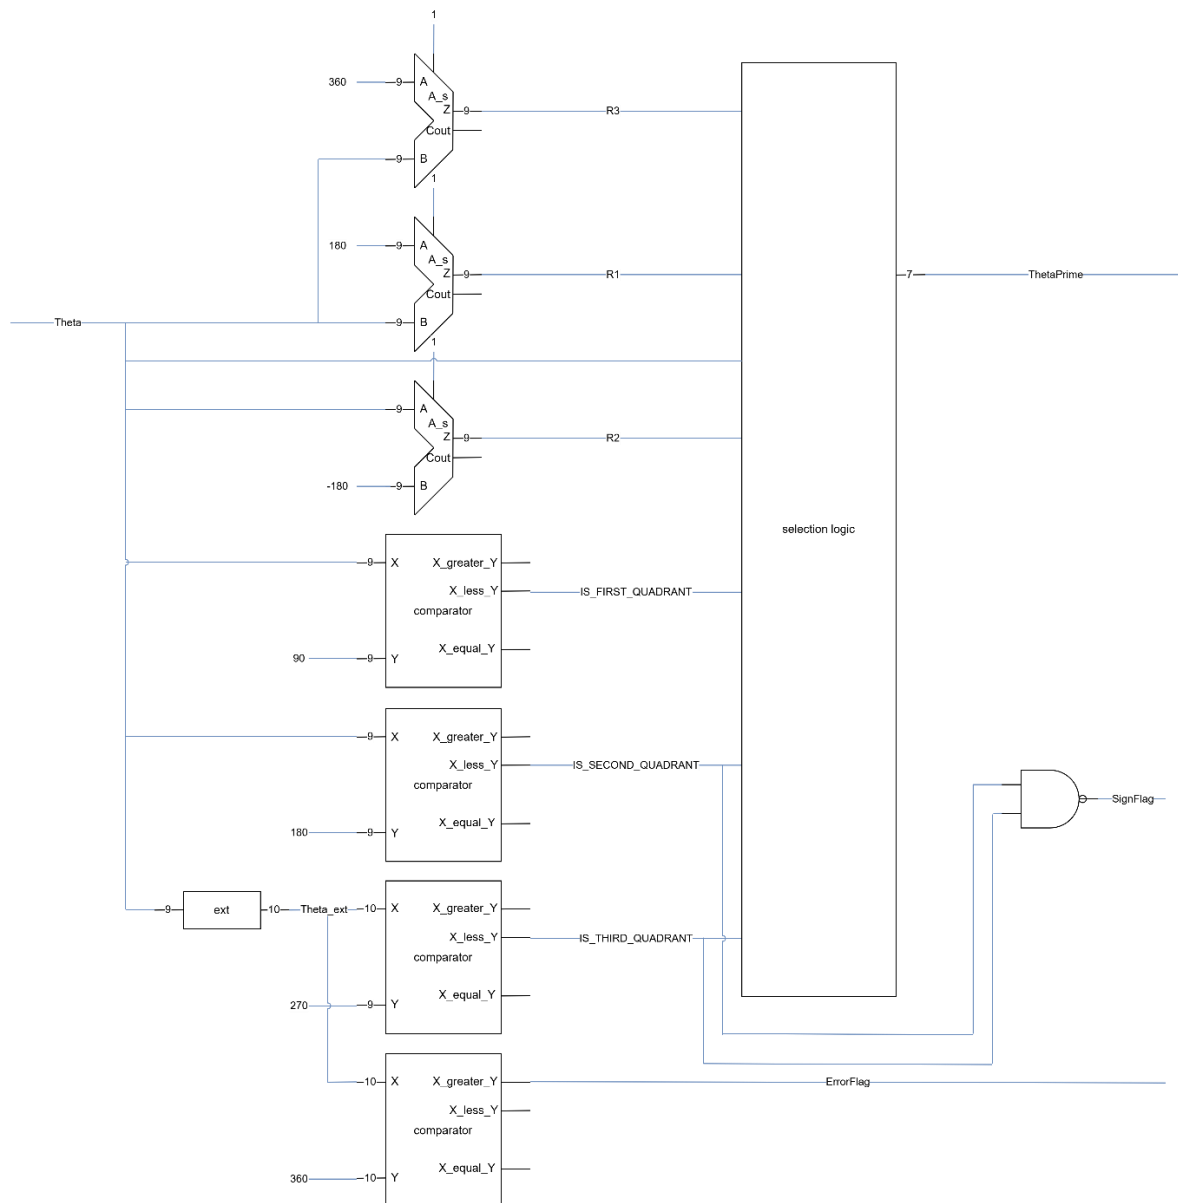 1
360
9
A
A_s
Z
9
R3
Cout
9
B
1
180
9
A
A_s
Z
9
R1
7
ThetaPrime
Cout
Theta
9
B
1
9
A
A_s
Z
9
R2
Cout
-180
9
B
selection logic
9
X
X_greater_Y
X_less_Y
IS_FIRST_QUADRANT
comparator
X_equal_Y
90
9
Y
9
X
X_greater_Y
X_less_Y
IS_SECOND_QUADRANT
comparator
SignFlag
X_equal_Y
180
9
Y
9
ext
10
Theta_ext
10
X
X_greater_Y
X_less_Y
IS_THIRD_QUADRANT
comparator
X_equal_Y
270
9
Y
10
X
X_greater_Y
ErrorFlag
X_less_Y
comparator
X_equal_Y
360
10
Y